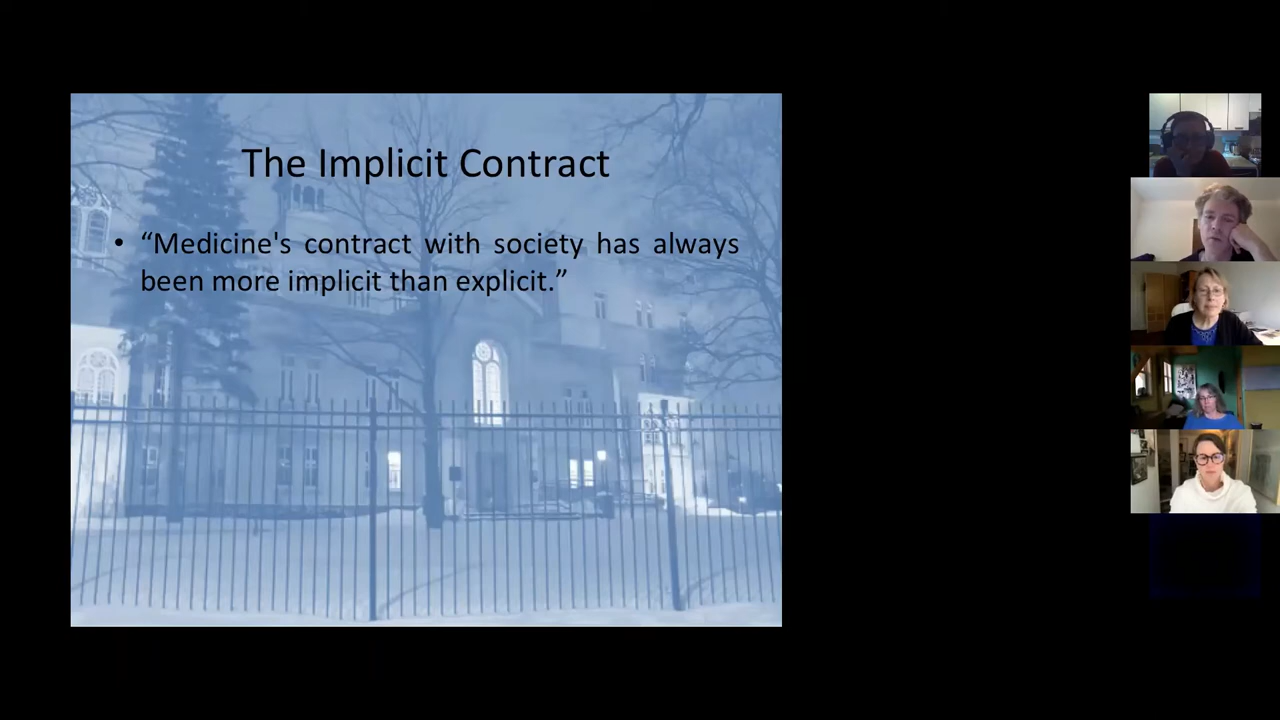 The Implicit Contract
• “Medicine's contract with society has always
been more implicit than explicit.”